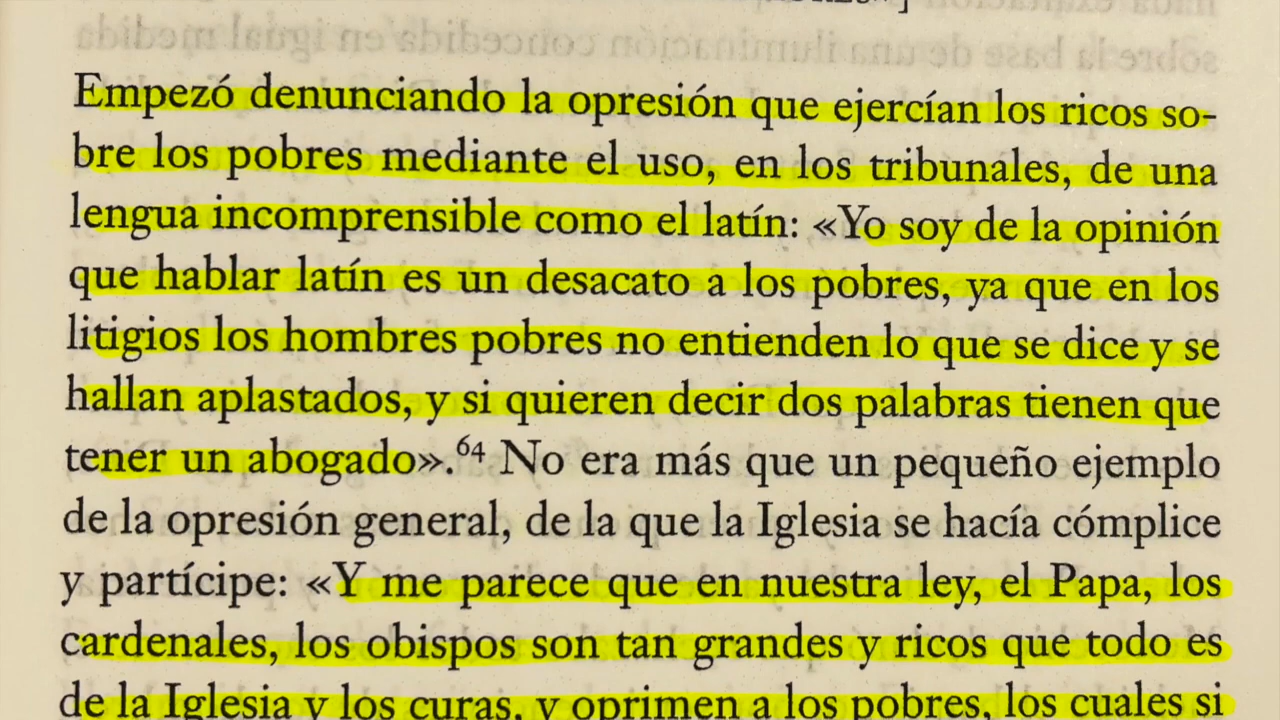 Empezó denunciando la opresión que ejercían los ricos so-
bre los pobres mediante el uso, en los tribunales, de una
lengua incomprensible como el latín: «Yo soy de la opinión
que hablar latín es un desacato a los pobres, ya que en los
litigios los hombres pobres no entienden lo que se dice y se
hallan aplastados, y si quieren decir dos palabras tienen que
tener un abogado».⁶⁴ No era más que un pequeño ejemplo
de la opresión general, de la que la Iglesia se hacía cómplice
y partícipe: «Y me parece que en nuestra ley, el Papa, los
cardenales, los obispos son tan grandes y ricos que todo es
de la Iglesia y los curas, y oprimen a los pobres, los cuales si